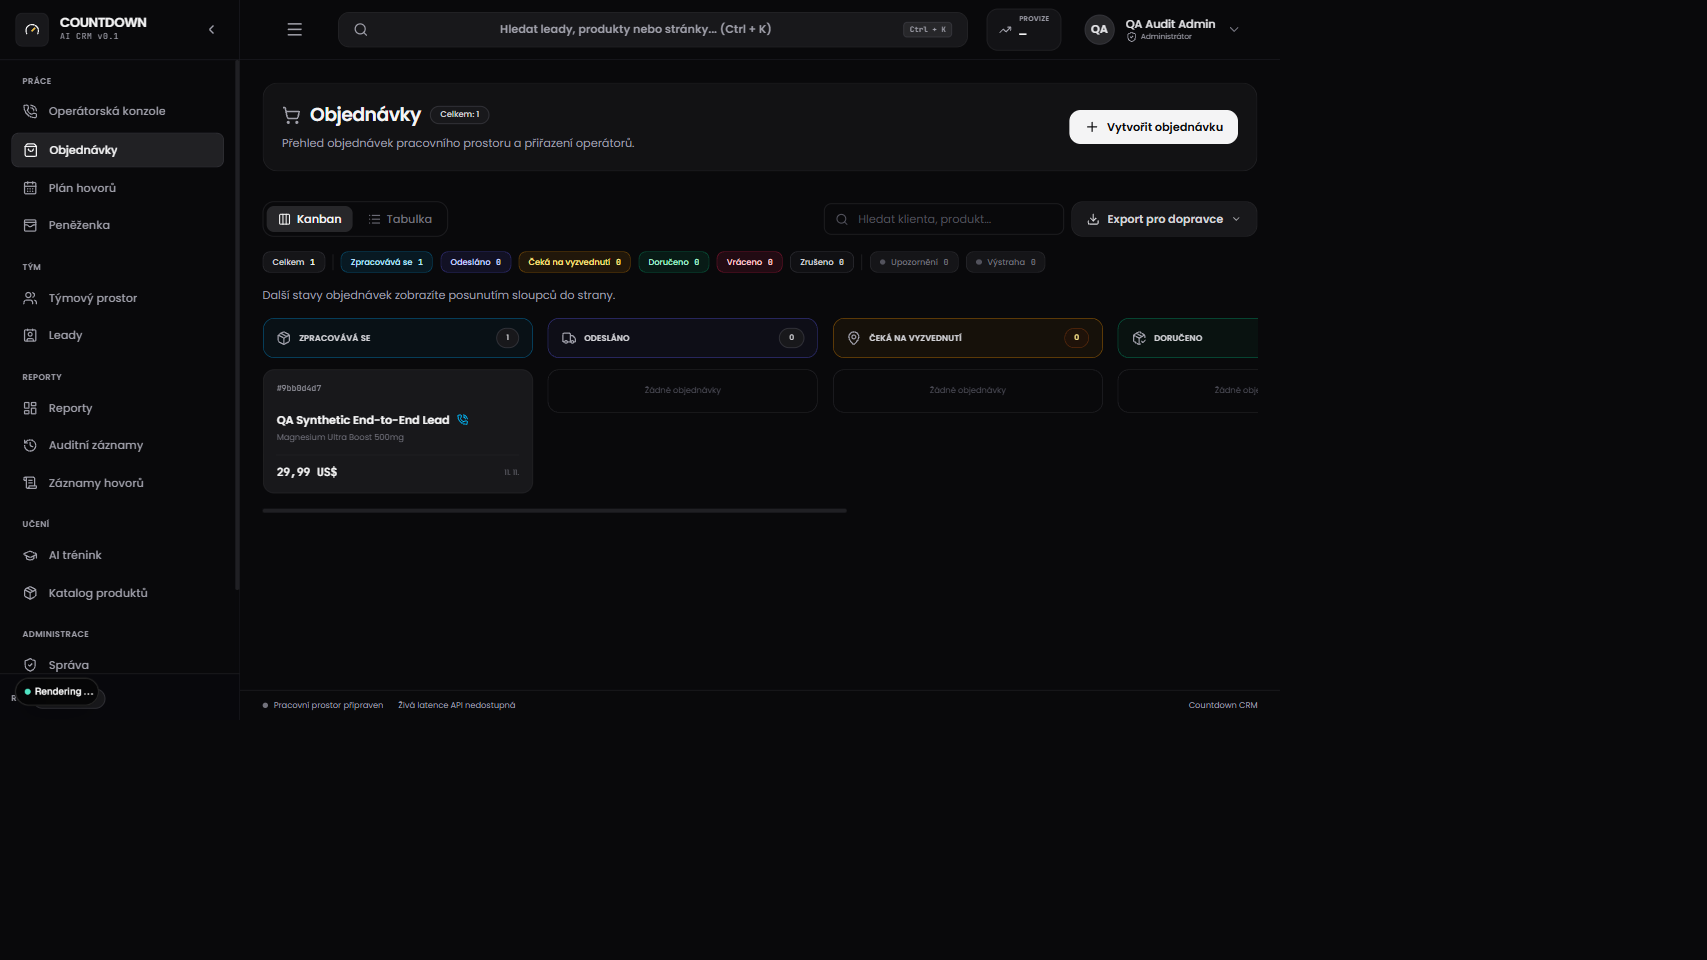 COUNTDOWN
AI CRM v0.1
Hledat leady, produkty nebo stránky... (Ctrl + K)
Ctrl + K
PROVIZE
–
QA
QA Audit Admin
Administrátor
PRÁCE
Operátorská konzole
Objednávky
Plán hovorů
Peněženka
TÝM
Týmový prostor
Leady
REPORTY
Reporty
Auditní záznamy
Záznamy hovorů
UČENÍ
AI trénink
Katalog produktů
ADMINISTRACE
Správa
Rendering ...
Objednávky
Celkem: 1
Přehled objednávek pracovního prostoru a přiřazení operátorů.
Vytvořit objednávku
Kanban
Tabulka
Hledat klienta, produkt...
Export pro dopravce
Celkem 1
Zpracovává se 1
Odesláno 0
Čeká na vyzvednutí 0
Doručeno 0
Vráceno 0
Zrušeno 0
Upozornění 0
Výstraha 0
Další stavy objednávek zobrazíte posunutím sloupců do strany.
ZPRACOVÁVÁ SE
1
ODESLÁNO
0
ČEKÁ NA VYZVEDNUTÍ
0
DORUČENO
#9bb0d4d7
QA Synthetic End-to-End Lead
Magnesium Ultra Boost 500mg
29,99 US$
Žádné objednávky
Žádné objednávky
Žádné obje
Pracovní prostor připraven
Živá latence API nedostupná
Countdown CRM